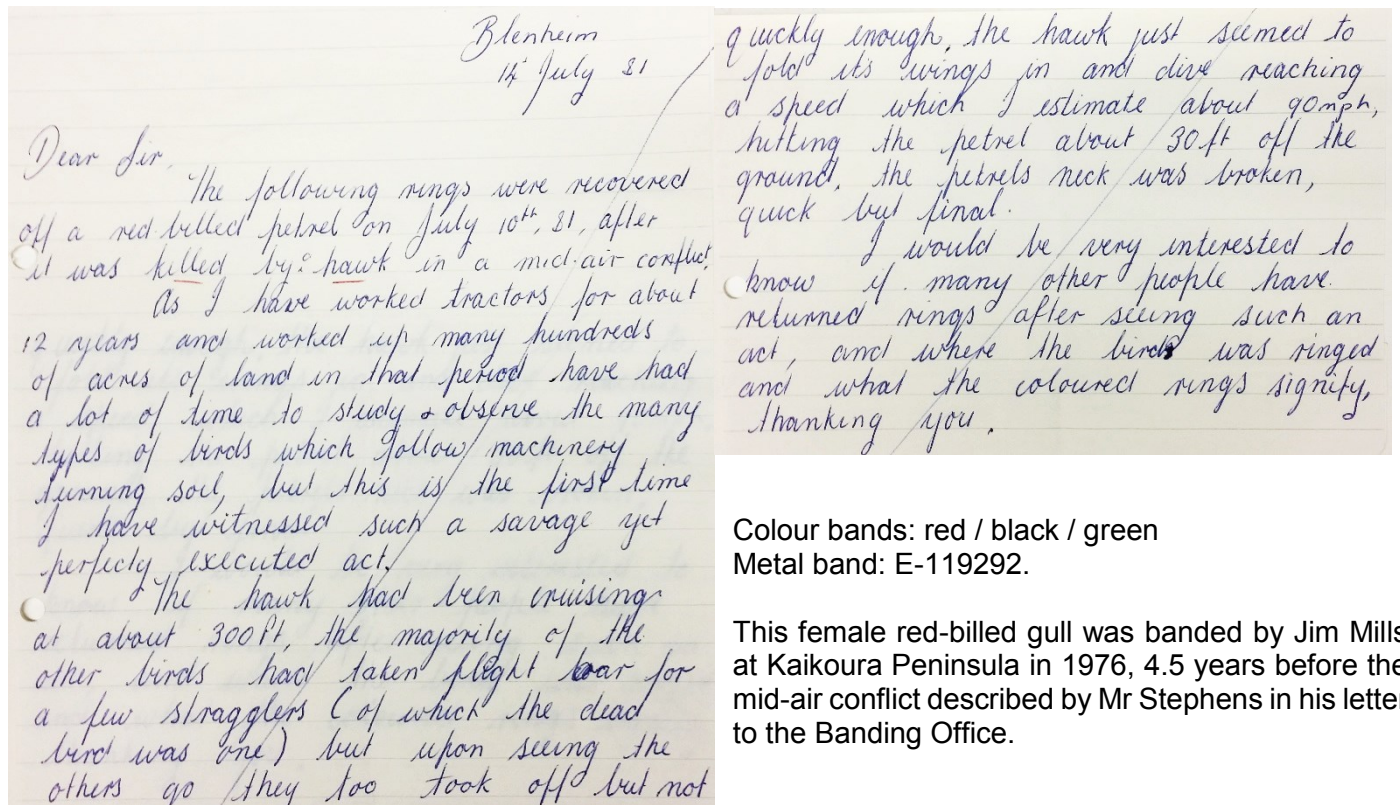 Blenheim
14 July 81
Dear Sir,
The following rings were recovered
off a red billed petrel on July 10th, 81, after
it was killed by a hawk in a mid-air conflict.
As I have worked tractors for about
12 years and worked up many hundreds
of acres of land in that period have had
a lot of time to study & observe the many
types of birds which follow machinery
turning soil, but this is the first time
I have witnessed such a savage yet
perfecly executed act.
The hawk had been cruising
at about 300 ft, the majority of the
other birds had taken flight bar for
a few stragglers (of which the dead
bird was one) but upon seeing the
others go they too took off but not
quickly enough, the hawk just seemed to
fold its wings in and dive reaching
a speed which I estimate about 90mph,
hitting the petrel about 30ft off the
ground, the petrels neck was broken,
quick but final.
I would be very interested to
know if many other people have
returned rings after seeing such an
act, and where the bird was ringed
and what the coloured rings signify,
thanking you.
Colour bands: red / black / green
Metal band: E-119292.
This female red-billed gull was banded by Jim Mills
at Kaikoura Peninsula in 1976, 4.5 years before the
mid-air conflict described by Mr Stephens in his letter
to the Banding Office.